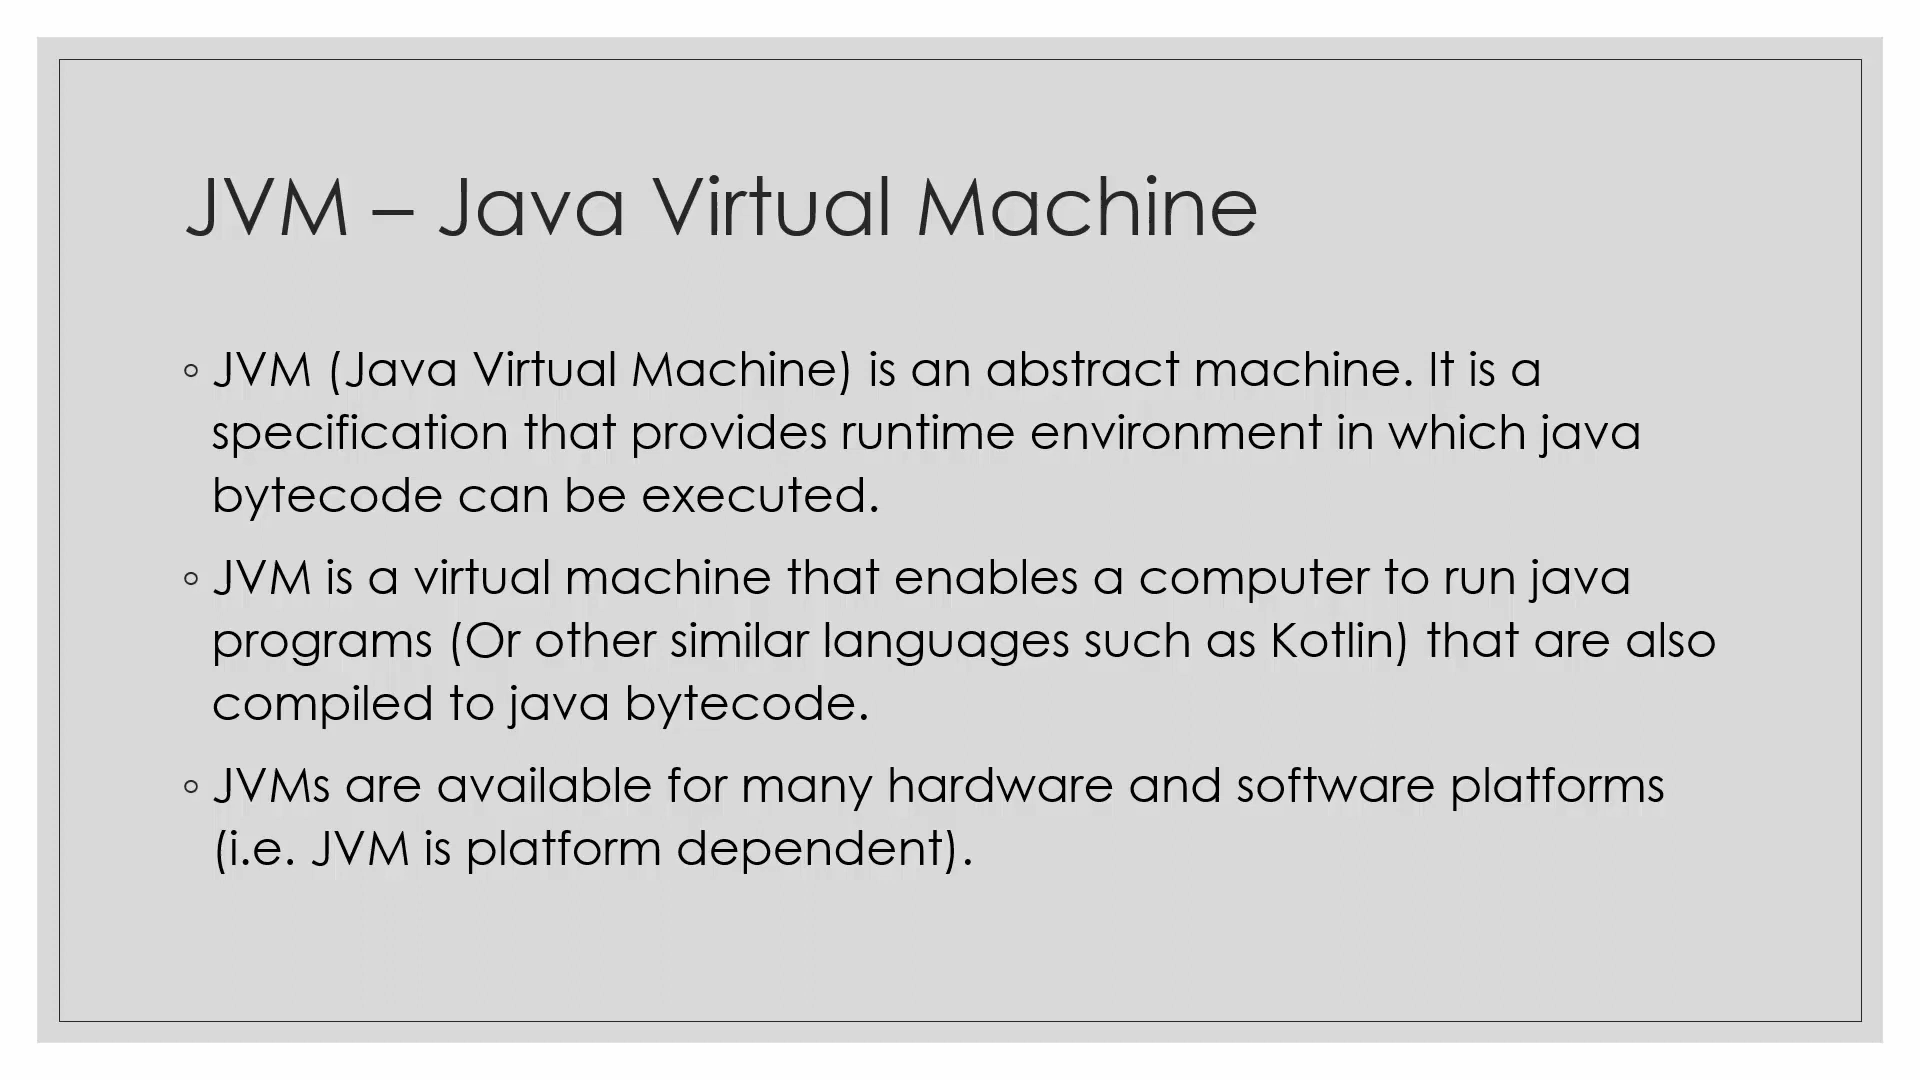 JVM – Java Virtual Machine
◦ JVM (Java Virtual Machine) is an abstract machine. It is a
specification that provides runtime environment in which java
bytecode can be executed.
◦ JVM is a virtual machine that enables a computer to run java
programs (Or other similar languages such as Kotlin) that are also
compiled to java bytecode.
◦ JVMs are available for many hardware and software platforms
(i.e. JVM is platform dependent).